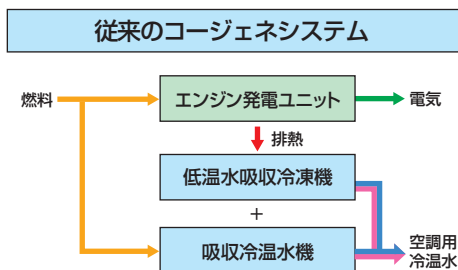 従来のコージェネシステム
燃料
エンジン発電ユニット
電気
排熱
低温水吸収冷凍機
+
吸収冷温水機
空調用
冷温水